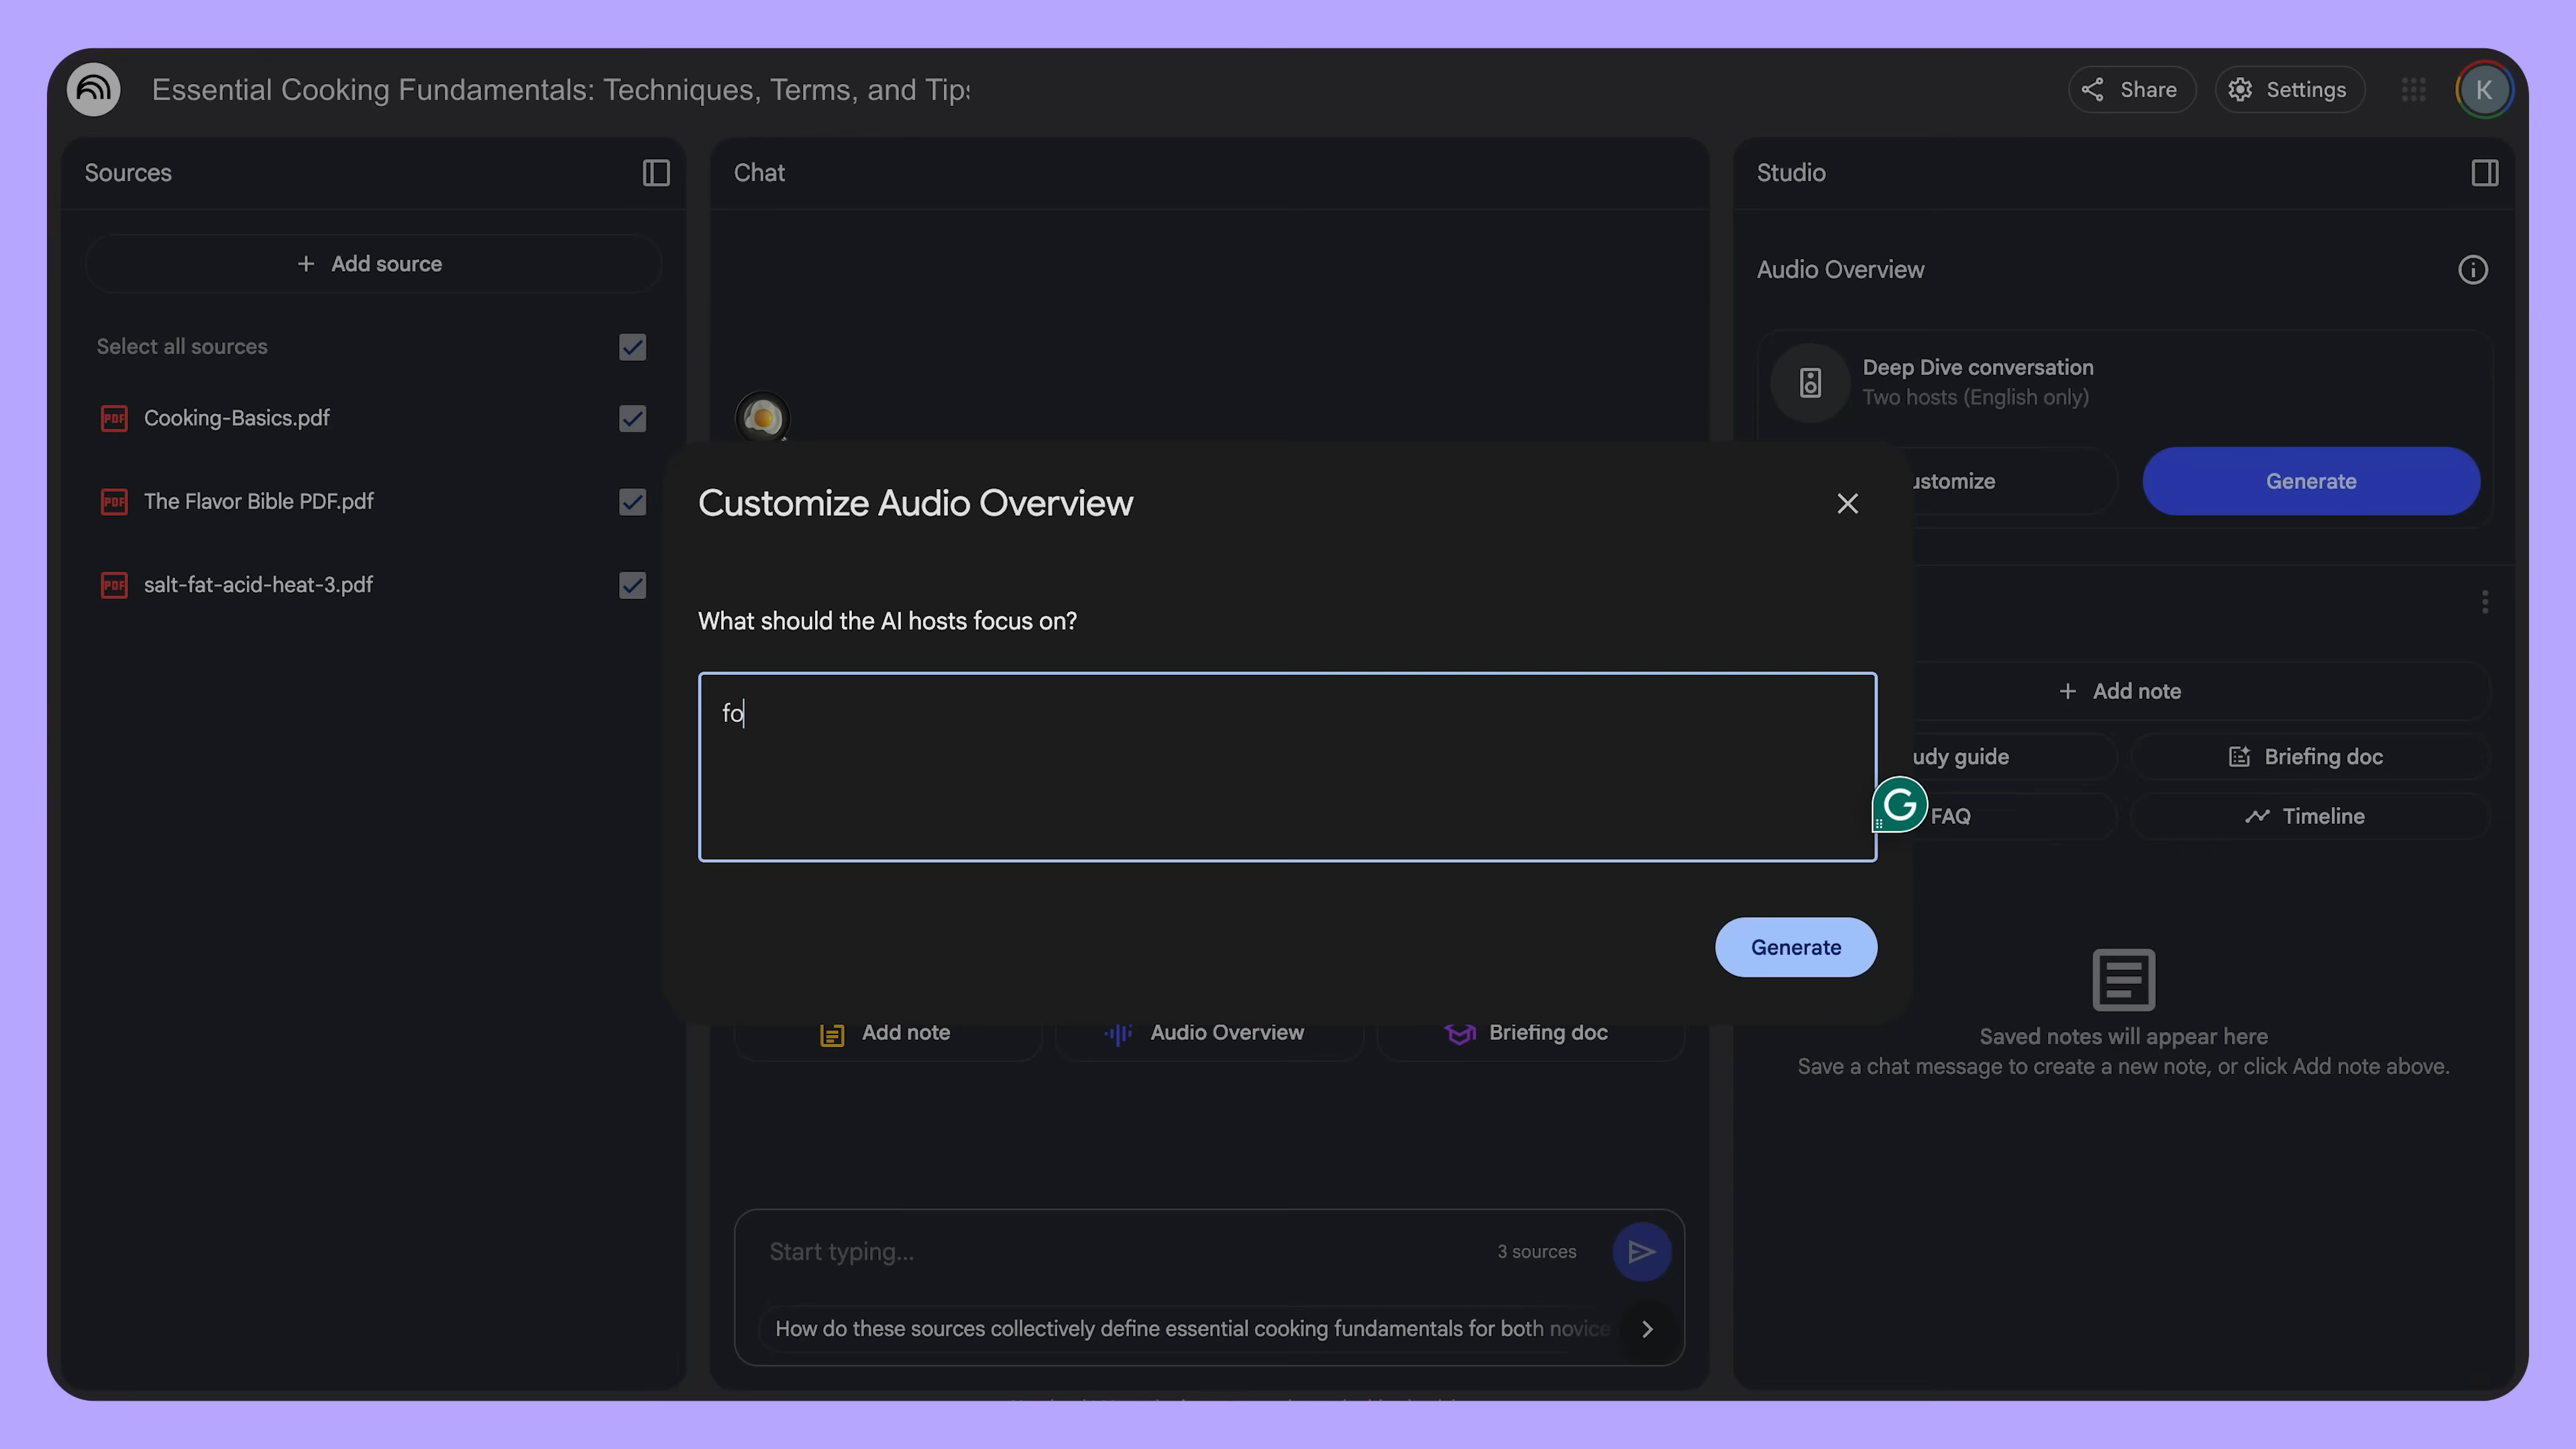 Essential Cooking Fundamentals: Techniques, Terms, and Tips
Share
Settings
K
Sources
Add source
Select all sources
PDF Cooking-Basics.pdf
PDF The Flavor Bible PDF.pdf
PDF salt-fat-acid-heat-3.pdf
Chat
Customize Audio Overview
What should the AI hosts focus on?
fo
G
Generate
Add note
Audio Overview
Briefing doc
Start typing...
3 sources
How do these sources collectively define essential cooking fundamentals for both novice
Studio
Audio Overview
Deep Dive conversation
Two hosts (English only)
ustomize
Generate
Add note
udy guide
Briefing doc
FAQ
Timeline
Saved notes will appear here
Save a chat message to create a new note, or click Add note above.